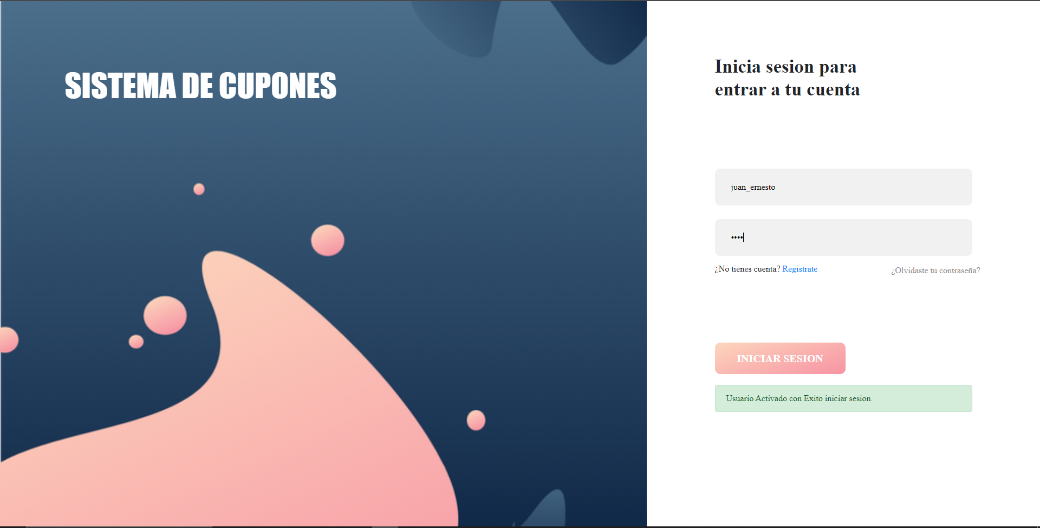 SISTEMA DE CUPONES
Inicia sesion para
entrar a tu cuenta
juan_ernesto
••••
¿No tienes cuenta? Registrate
¿Olvidaste tu contraseña?
INICIAR SESION
Usuario Activado con Exito iniciar sesion